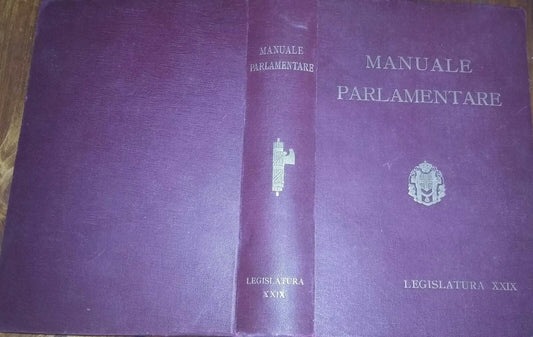 MANUALE
PARLAMENTARE
LEGISLATURA
XXIX
MANUALE
PARLAMENTARE
LEGISLATURA XXIX